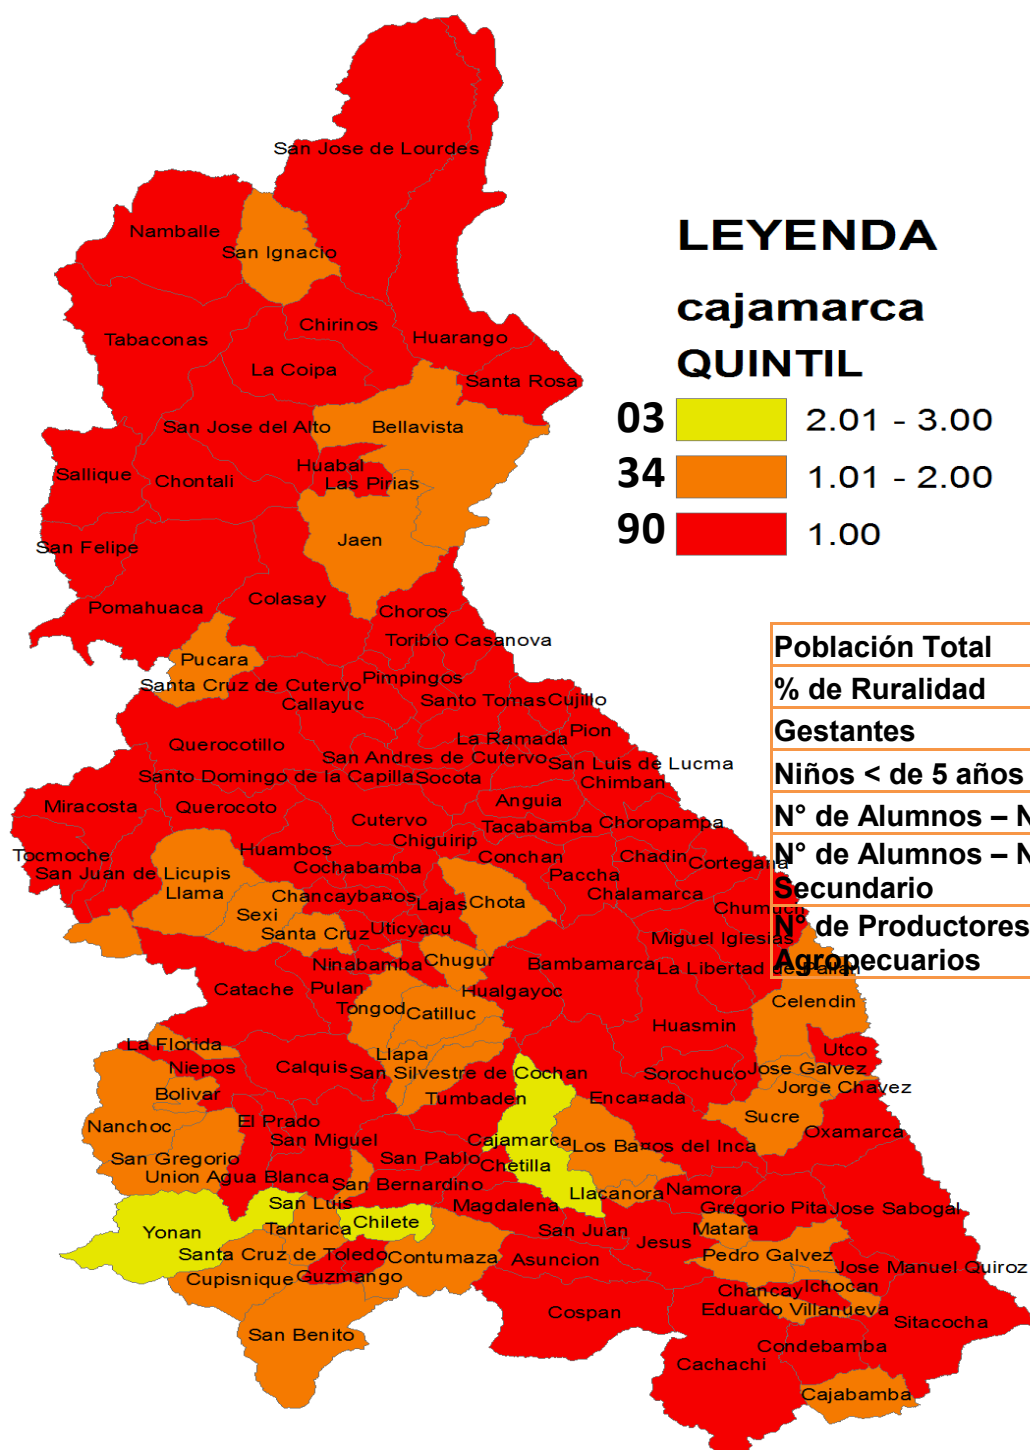 San Jose de Lourdes
Namballe
San Ignacio
LEYENDA
cajamarca
QUINTIL
03 2.01 - 3.00
34 1.01 - 2.00
90 1.00
Tabaconas
Chirinos
Huarango
La Coipa
Santa Rosa
San Jose del Alto
Bellavista
Huabal
Sallique
Chontali
Las Pirias
Jaen
San Felipe
Pomahuaca
Colasay
Choros
Toribio Casanova
Pucara
Santa Cruz de Cutervo
Pimpingos
Callayuc
Santo Tomas
Cujillo
Querocotillo
La Ramada
Pion
San Andres de Cutervo
San Luis de Lucma
Santo Domingo de la Capilla
Socota
Chimban
Miracosta
Querocoto
Anguia
Cutervo
Tacabamba
Choropampa
Chiguirip
Tocmoche
Huambos
Conchan
Chadin
Cortegana
San Juan de Licupis
Cochabamba
Paccha
Llama
Chancayba¤os
Lajas
Chota
Chalamarca
Sexi
Chumuch
Santa Cruz
Uticyacu
Miguel Iglesias
Ninabamba
Chugur
Bambamarca
La Libertad de Pallan
Catache
Pulan
Hualgayoc
Tongod
Catilluc
Celendin
Huasmin
La Florida
Llapa
Utco
Niepos
Calquis
San Silvestre de Cochan
Sorochuco
Jose Galvez
Jorge Chavez
Bolivar
Tumbaden
Enca¤ada
Nanchoc
El Prado
Sucre
San Miguel
Cajamarca
Los Ba¤os del Inca
Oxamarca
San Gregorio
San Pablo
Chetilla
Union Agua Blanca
San Bernardino
Llacanora
Namora
San Luis
Magdalena
Gregorio Pita
Jose Sabogal
Yonan
Tantarica
Chilete
San Juan
Matara
Santa Cruz de Toledo
Contumaza
Asuncion
Jesus
Pedro Galvez
Cupisnique
Guzmango
Jose Manuel Quiroz
Chancay
Ichocan
San Benito
Cospan
Eduardo Villanueva
Sitacocha
Condebamba
Cachachi
Cajabamba
Población Total
% de Ruralidad
Gestantes
Niños < de 5 años
N° de Alumnos – N
N° de Alumnos – N
Secundario
N° de Productores
Agropecuarios